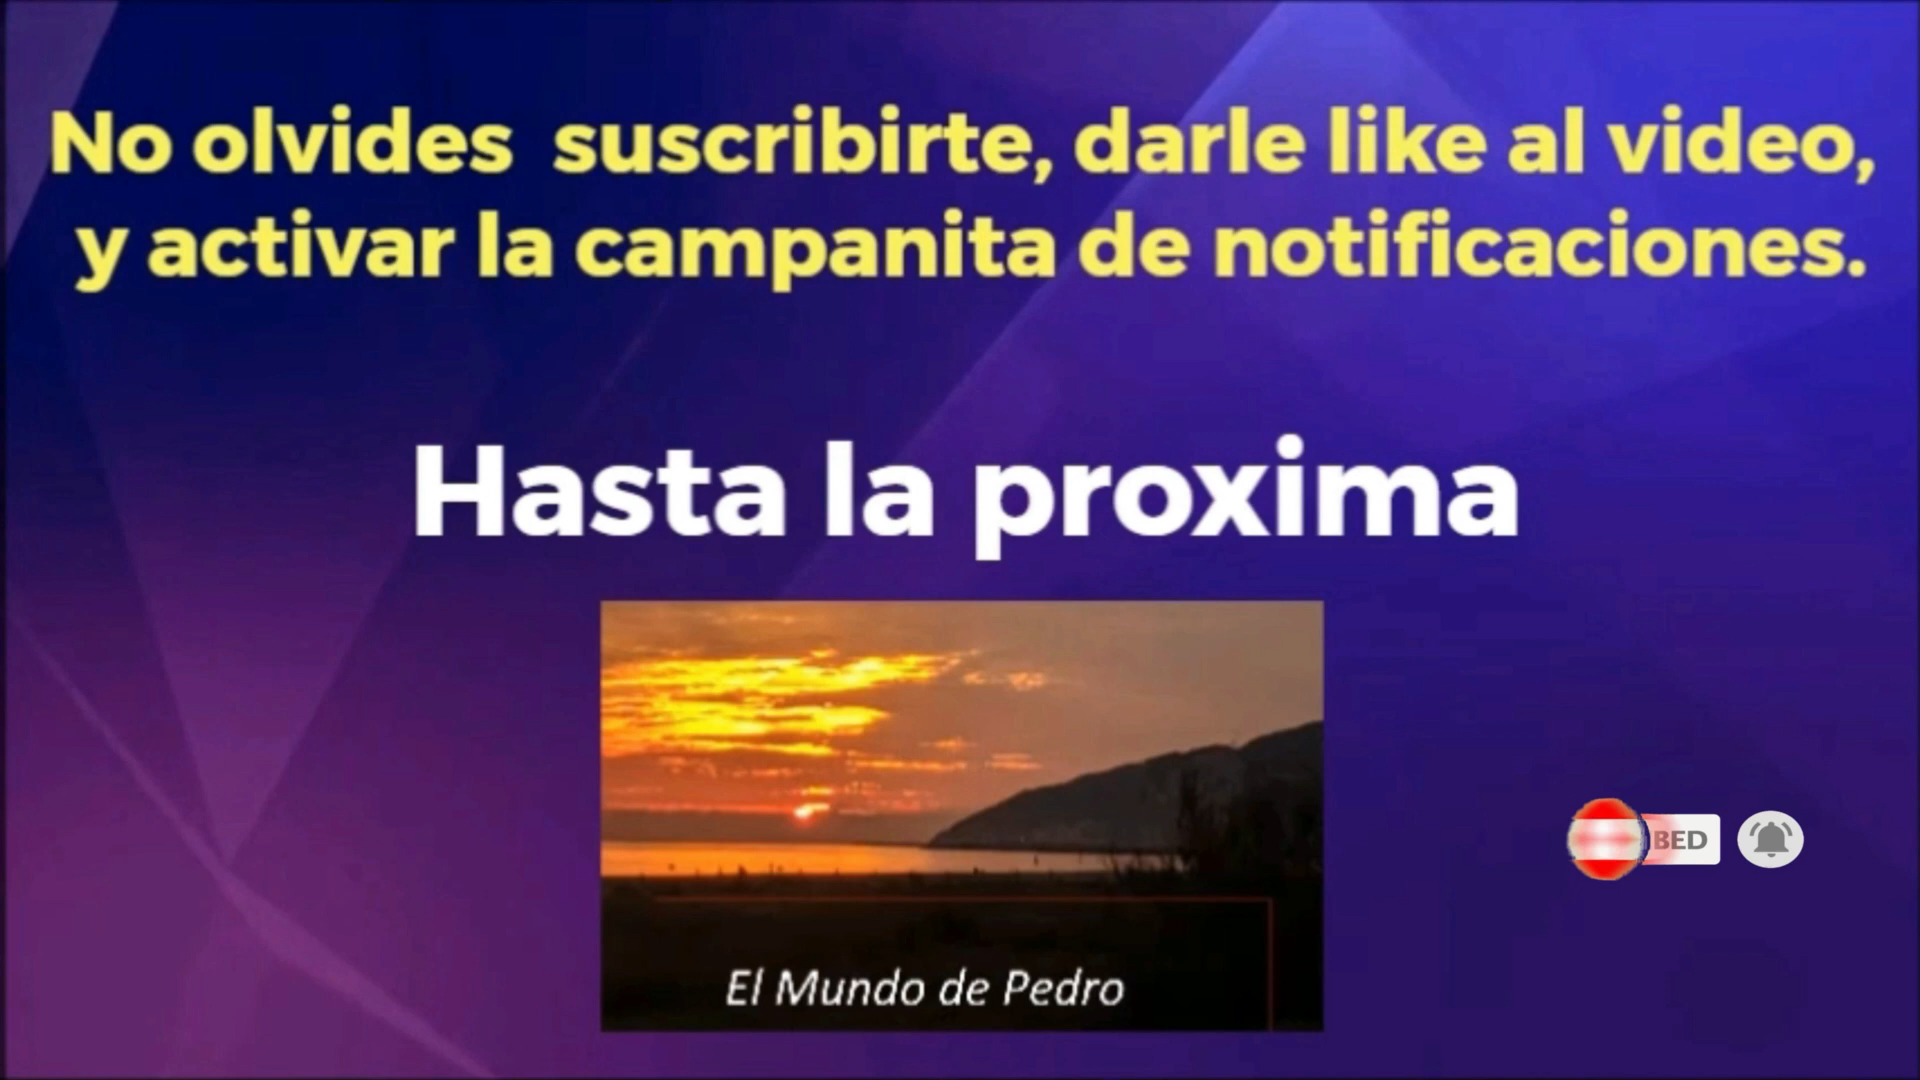 No olvides suscribirte, darle like al video,
y activar la campanita de notificaciones.
Hasta la proxima
BED
El Mundo de Pedro